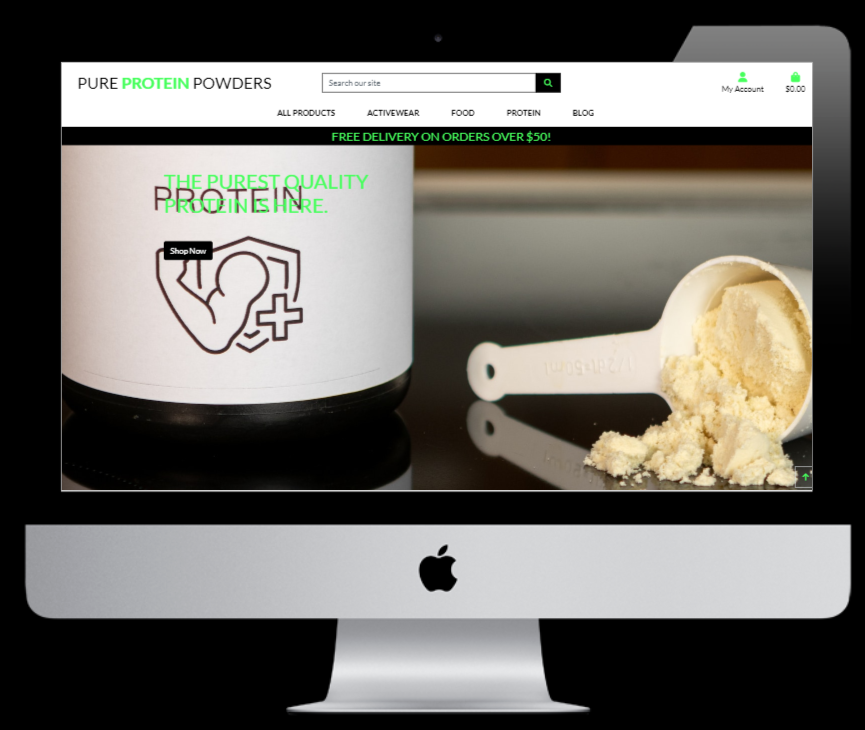 PURE PROTEIN POWDERS
Search our site
My Account
$0.00
ALL PRODUCTS ACTIVEWEAR FOOD PROTEIN BLOG
FREE DELIVERY ON ORDERS OVER $50!
THE PUREST QUALITY
PROTEIN
PROTEIN IS HERE.
Shop Now